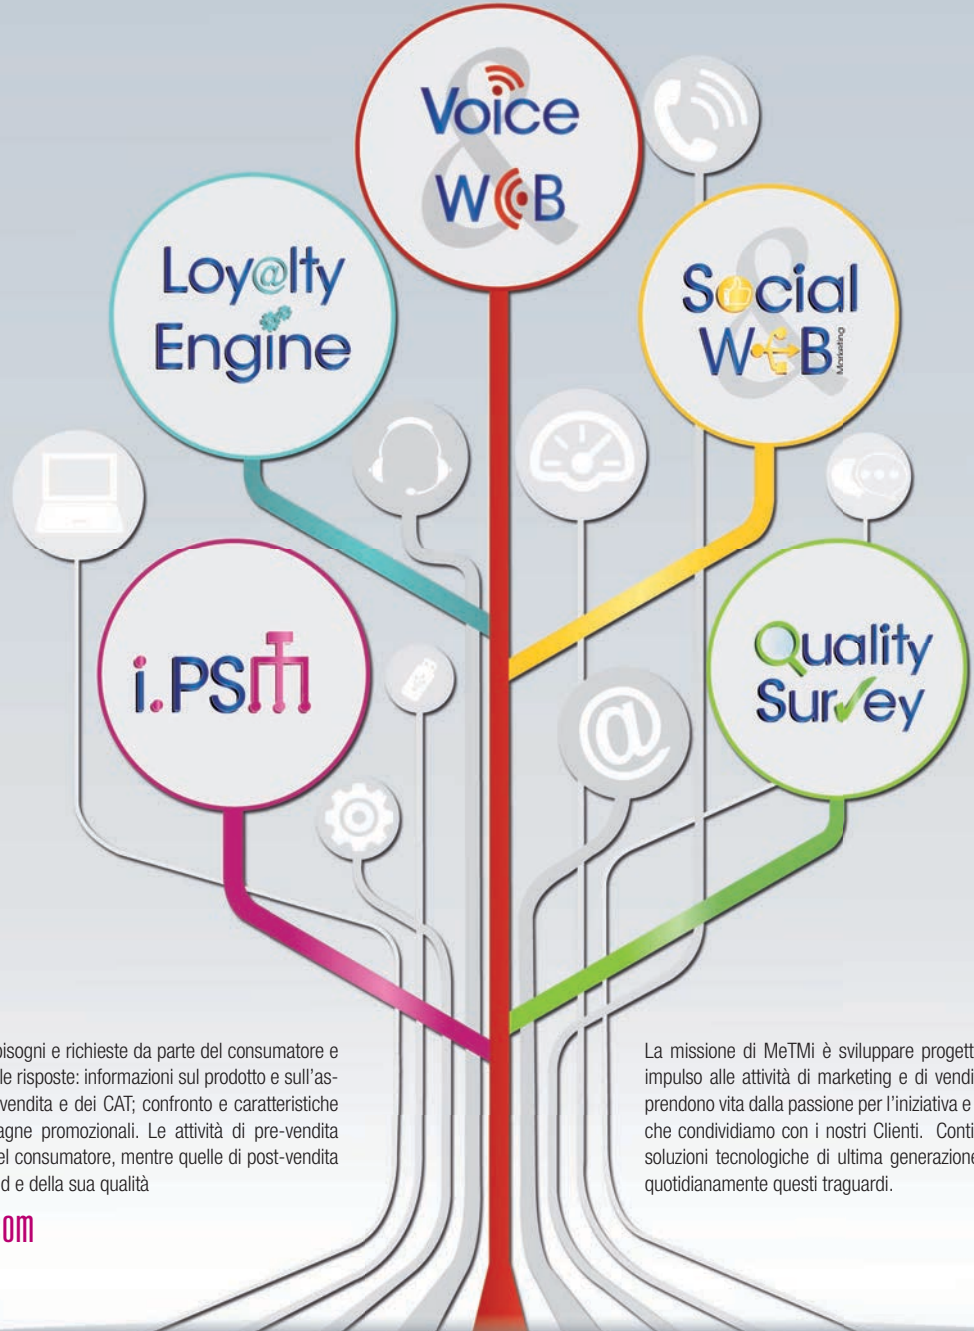 &
Voice
WEB
Loy@lty
Engine
&
Social
WEB
Marketing
i.PSM
@
Quality
Survey
bisogni e richieste da parte del consumatore e
le risposte: informazioni sul prodotto e sull'as-
vendita e dei CAT; confronto e caratteristiche
agne promozionali. Le attività di pre-vendita
el consumatore, mentre quelle di post-vendita
d e della sua qualità
om
La missione di MeTMi è sviluppare progett
impulso alle attività di marketing e di vendi
prendono vita dalla passione per l'iniziativa e
che condividiamo con i nostri Clienti. Conti
soluzioni tecnologiche di ultima generazione
quotidianamente questi traguardi.